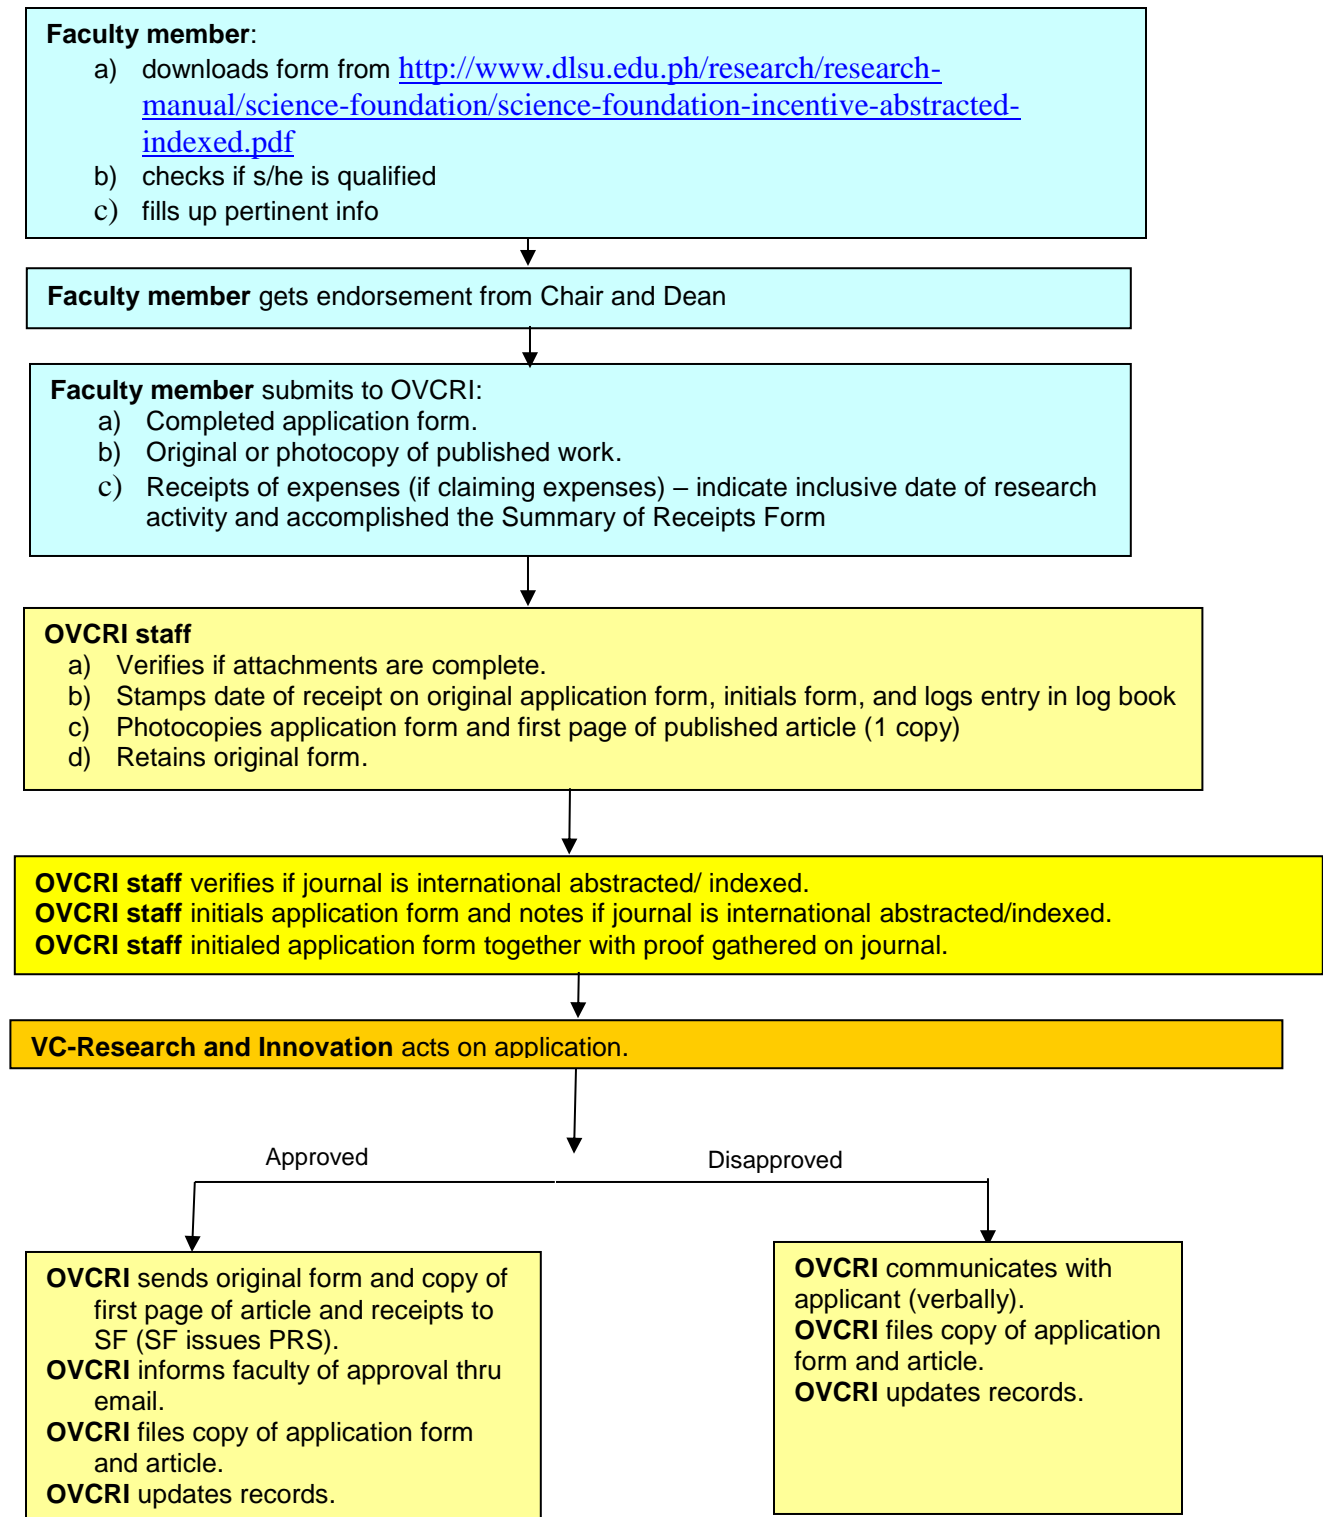 Faculty member:
a) downloads form from http://www.dlsu.edu.ph/research/research-
manual/science-foundation/science-foundation-incentive-abstracted-
indexed.pdf
b) checks if s/he is qualified
c) fills up pertinent info
Faculty member gets endorsement from Chair and Dean
Faculty member submits to OVCRI:
a) Completed application form.
b) Original or photocopy of published work.
c) Receipts of expenses (if claiming expenses) – indicate inclusive date of research
activity and accomplished the Summary of Receipts Form
OVCRI staff
a) Verifies if attachments are complete.
b) Stamps date of receipt on original application form, initials form, and logs entry in log book
c) Photocopies application form and first page of published article (1 copy)
d) Retains original form.
OVCRI staff verifies if journal is international abstracted/ indexed.
OVCRI staff initials application form and notes if journal is international abstracted/indexed.
OVCRI staff initialed application form together with proof gathered on journal.
VC-Research and Innovation acts on application.
Approved
Disapproved
OVCRI sends original form and copy of
first page of article and receipts to
SF (SF issues PRS).
OVCRI informs faculty of approval thru
email.
OVCRI files copy of application form
and article.
OVCRI updates records.
OVCRI communicates with
applicant (verbally).
OVCRI files copy of application
form and article.
OVCRI updates records.